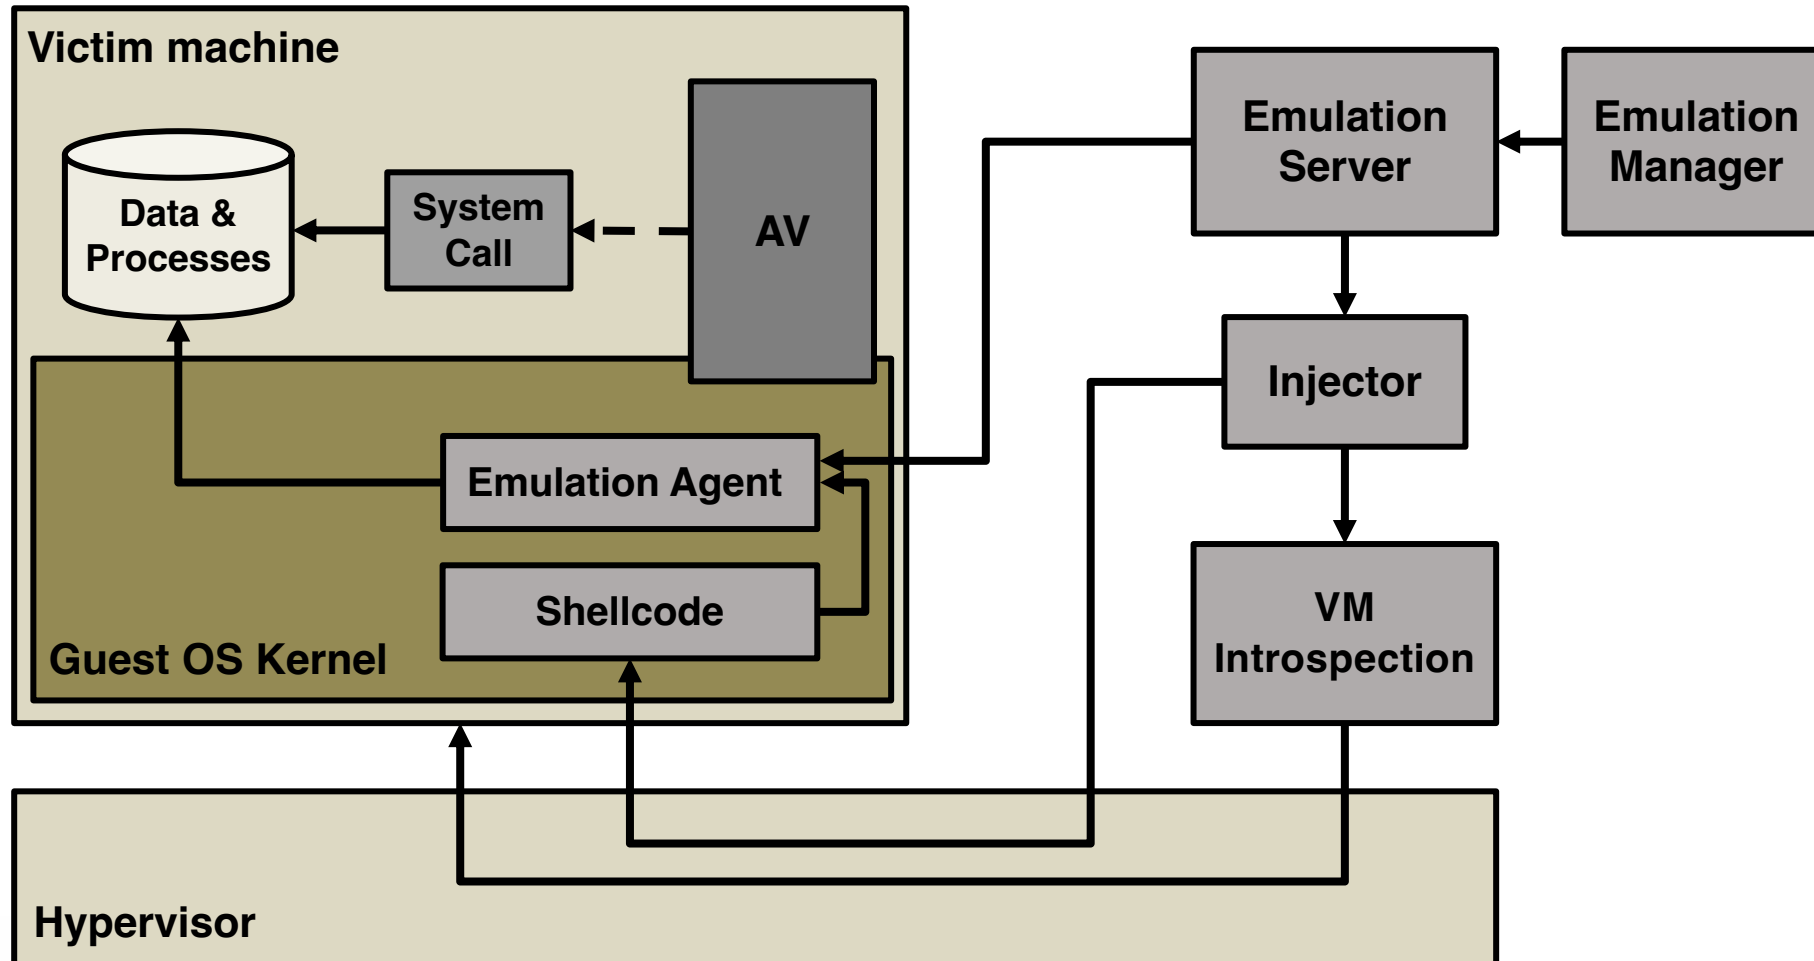 Victim machine
Data &
Processes
System
Call
AV
Emulation
Server
Emulation
Manager
Injector
Emulation Agent
Shellcode
Guest OS Kernel
VM
Introspection
Hypervisor